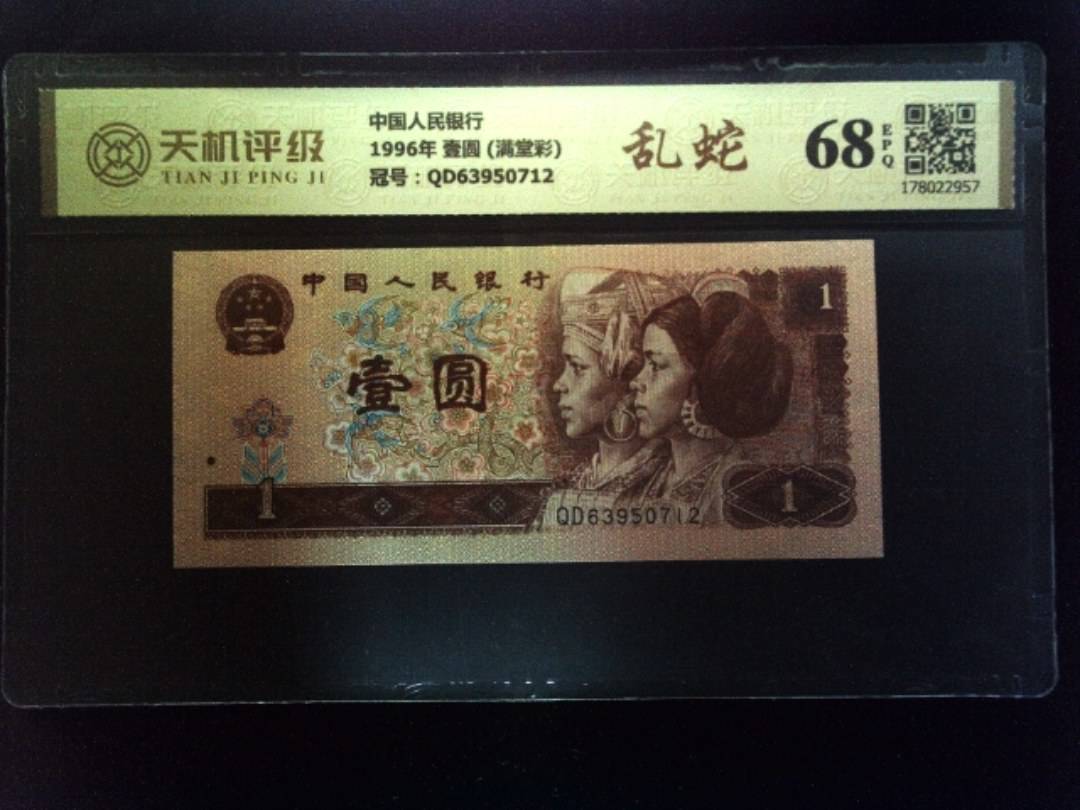 天机评级
TIAN JI PING JI
中国人民银行
1996年 壹圆 (满堂彩)
冠号：QD63950712
乱蛇
68 EPQ
178022957
中国人民银行
1
壹圆
1
QD63950712
1